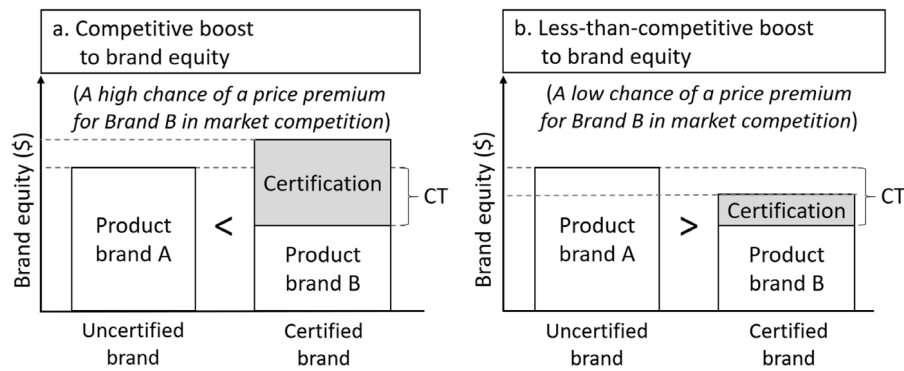 a. Competitive boost
to brand equity
(A high chance of a price premium
for Brand B in market competition)
Brand equity ($)
Product
brand A
<
Certification
Product
brand B
CT
Uncertified
brand
Certified
brand
b. Less-than-competitive boost
to brand equity
(A low chance of a price premium
for Brand B in market competition)
Brand equity ($)
Product
brand A
>
Certification
Product
brand B
CT
Uncertified
brand
Certified
brand